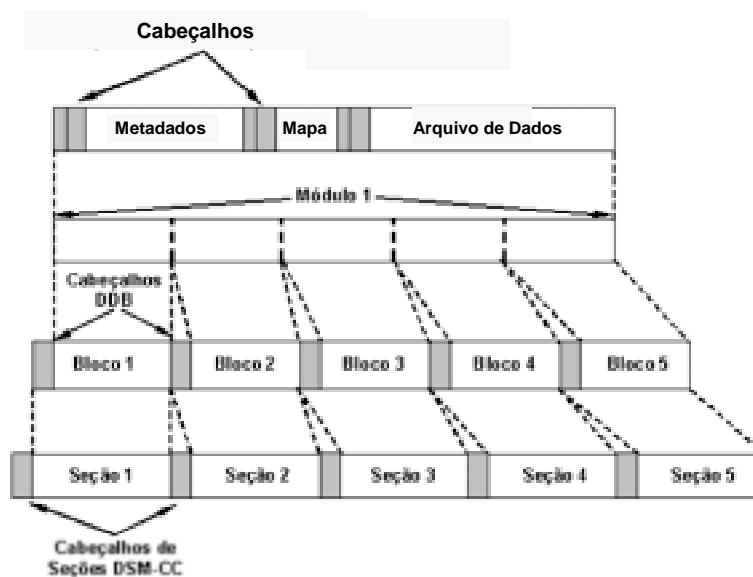 Cabeçalhos
Metadados Mapa Arquivo de Dados
Módulo 1
Cabeçalhos
DDB
Bloco 1 Bloco 2 Bloco 3 Bloco 4 Bloco 5
Seção 1 Seção 2 Seção 3 Seção 4 Seção 5
Cabeçalhos de
Seções DSM-CC